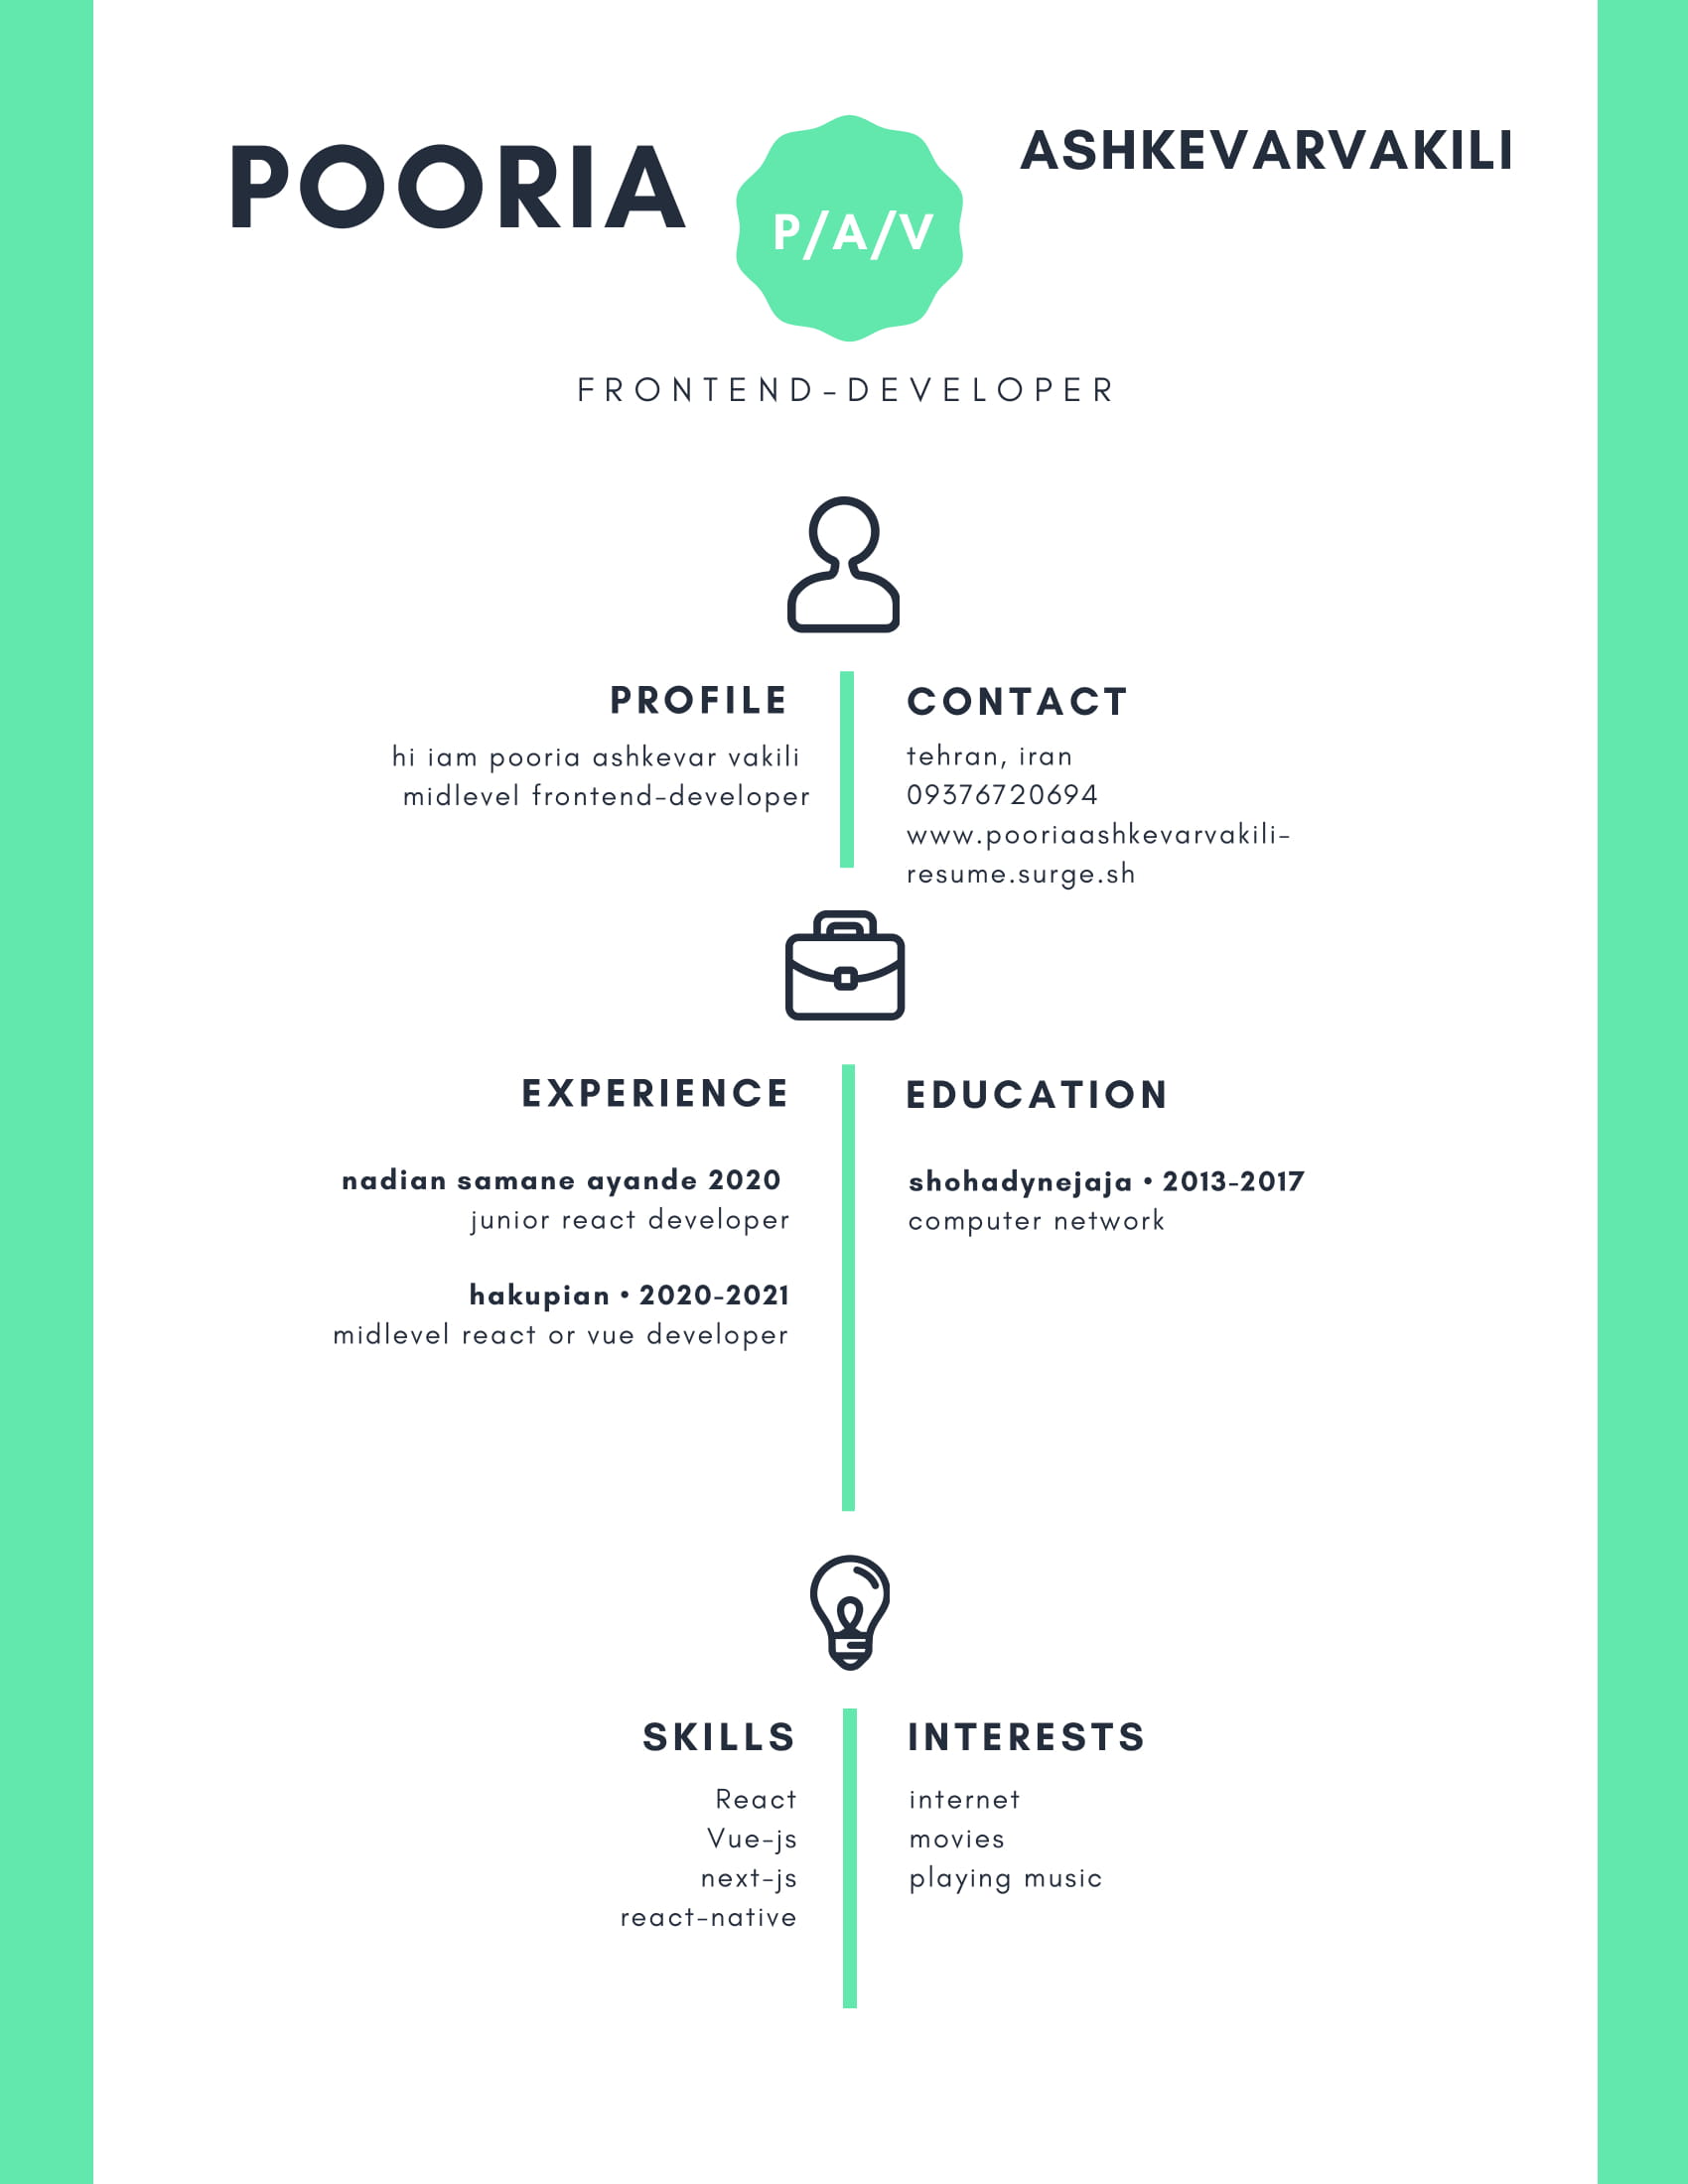 POORIA
P/A/V
ASHKEVARVAKILI
FRONTEND-DEVELOPER
PROFILE
hi iam pooria ashkevar vakili
midlevel frontend-developer
CONTACT
tehran, iran
09376720694
www.pooriaashkevarvakili-
resume.surge.sh
EXPERIENCE
nadian samane ayande 2020
junior react developer
hakupian • 2020-2021
midlevel react or vue developer
EDUCATION
shohadynejaja • 2013-2017
computer network
SKILLS
React
Vue-js
next-js
react-native
INTERESTS
internet
movies
playing music